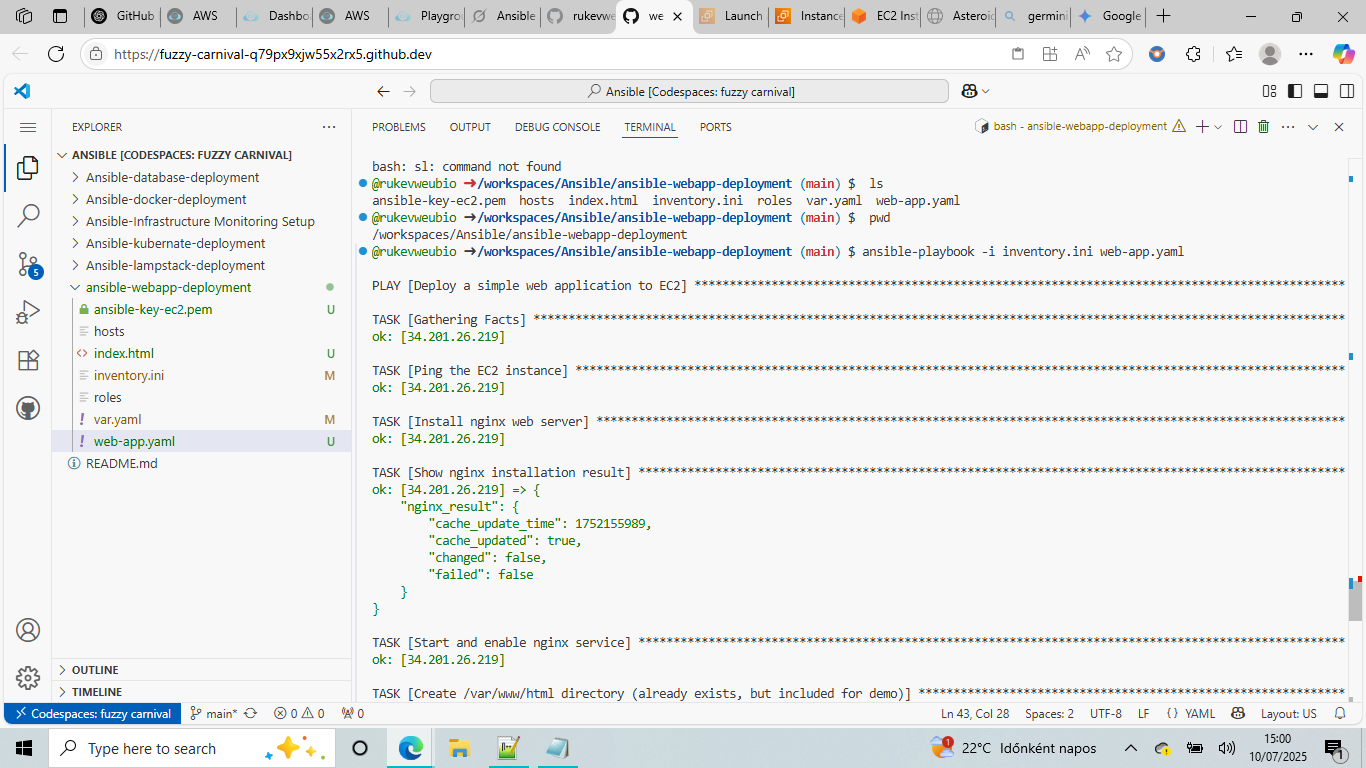 GitHub
AWS
Dashbo
AWS
Playgro
Ansible
rukevwe
we
Launch
Instance
EC2 Inst
Asteroid
germini
Google
https://fuzzy-carnival-q79px9xjw55x2rx5.github.dev
Ansible [Codespaces: fuzzy carnival]
EXPLORER
PROBLEMS OUTPUT DEBUG CONSOLE TERMINAL PORTS
bash - ansible-webapp-deployment
ANSIBLE [CODESPACES: FUZZY CARNIVAL]
Ansible-database-deployment
Ansible-docker-deployment
Ansible-Infrastructure Monitoring Setup
Ansible-kubernate-deployment
Ansible-lampstack-deployment
ansible-webapp-deployment
ansible-key-ec2.pem U
hosts
index.html U
inventory.ini M
roles
var.yaml M
web-app.yaml U
README.md
5
OUTLINE
TIMELINE
bash: sl: command not found
@rukevweubio ➜/workspaces/Ansible/ansible-webapp-deployment (main) $ ls
ansible-key-ec2.pem hosts index.html inventory.ini roles var.yaml web-app.yaml
@rukevweubio ➜/workspaces/Ansible/ansible-webapp-deployment (main) $ pwd
/workspaces/Ansible/ansible-webapp-deployment
@rukevweubio ➜/workspaces/Ansible/ansible-webapp-deployment (main) $ ansible-playbook -i inventory.ini web-app.yaml
PLAY [Deploy a simple web application to EC2] *********************************************************************************************
TASK [Gathering Facts] ********************************************************************************************************************
ok: [34.201.26.219]
TASK [Ping the EC2 instance] **************************************************************************************************************
ok: [34.201.26.219]
TASK [Install nginx web server] ***********************************************************************************************************
ok: [34.201.26.219]
TASK [Show nginx installation result] *****************************************************************************************************
ok: [34.201.26.219] => {
"nginx_result": {
"cache_update_time": 1752155989,
"cache_updated": true,
"changed": false,
"failed": false
}
}
TASK [Start and enable nginx service] *****************************************************************************************************
ok: [34.201.26.219]
TASK [Create /var/www/html directory (already exists, but included for demo)] *************************************************************
Codespaces: fuzzy carnival
main*
0 0
0
Ln 43, Col 28
Spaces: 2
UTF-8
LF
{ } YAML
Layout: US
Type here to search
1
22°C Időnként napos
15:00
10/07/2025
1